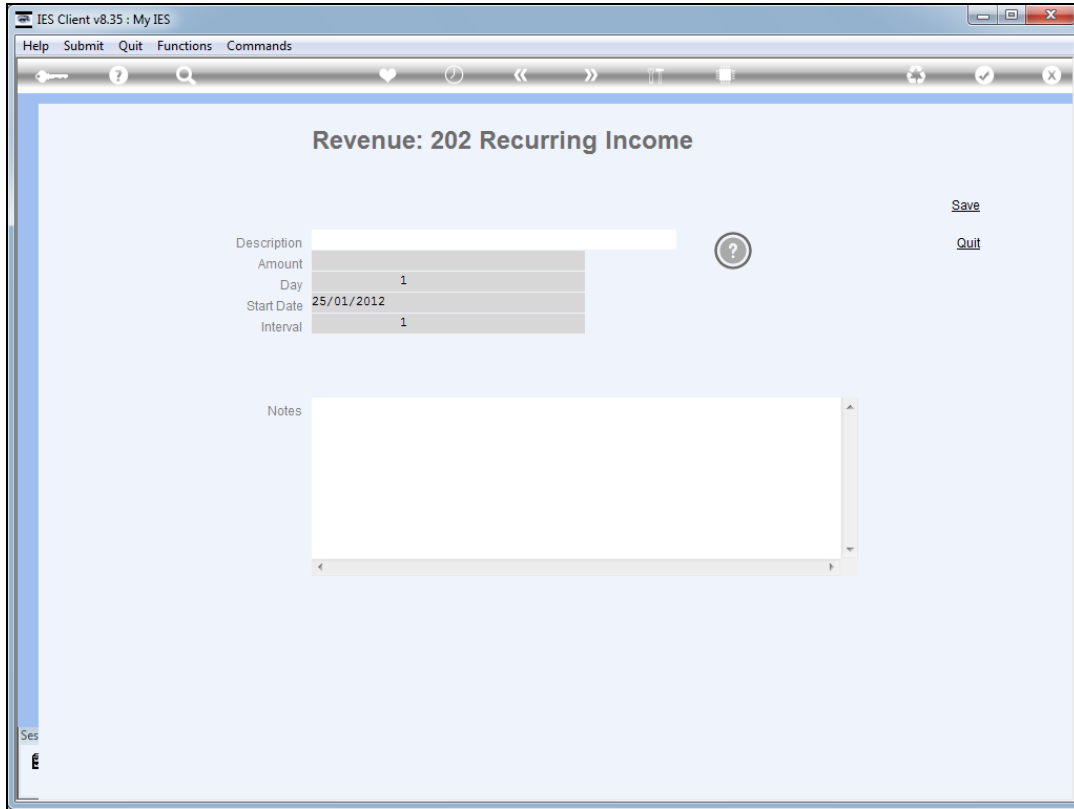 IES Client v8.35 : My IES
Help Submit Quit Functions Commands
Revenue: 202 Recurring Income
Save
Description
Quit
Amount
Day 1
Start Date 25/01/2012
Interval 1
Notes
Ses